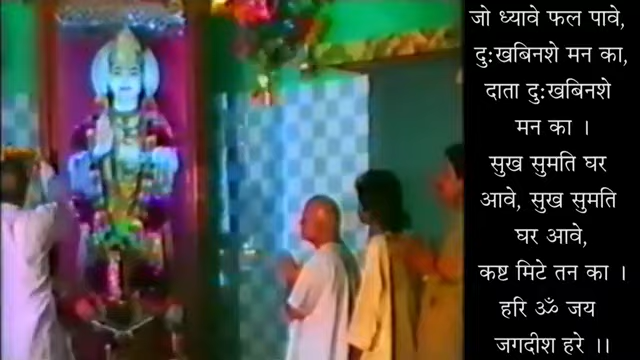 जो ध्यावे फल पावे,
दुःखबिनशे मन का,
दाता दुःखबिनशे
मन का ।
सुख सुमति घर
आवे, सुख सुमति
घर आवे,
कष्ट मिटे तन का ।
हरि ॐ जय
जगदीश हरे ।।